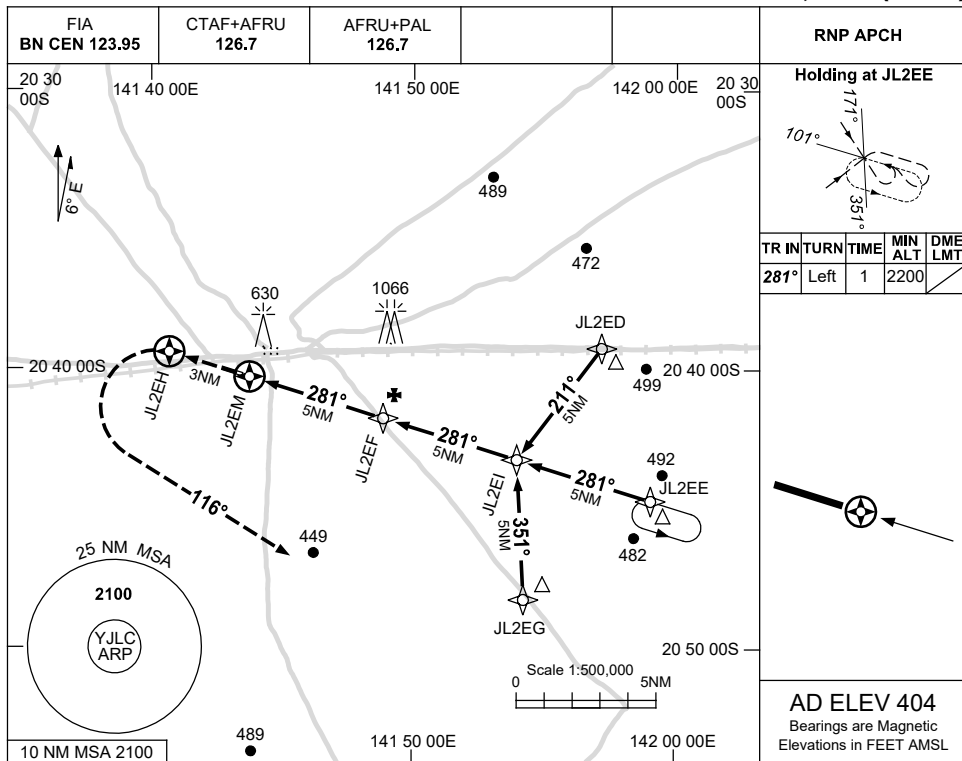 FIA
BN CEN 123.95
CTAF+AFRU
126.7
AFRU+PAL
126.7
RNP APCH
20 30
00S
141 40 00E
141 50 00E
142 00 00E
20 30
00S
6° E
489
472
630
1066
JL2ED
20 40 00S
20 40 00S
499
JL2EH
3NM
JL2EM
281°
5NM
JL2EF
281°
5NM
211°
5NM
JL2EI
281°
5NM
492
JL2EE
482
351°
5NM
JL2EG
116°
449
25 NM MSA
2100
YJLC
ARP
20 50 00S
Scale 1:500,000
0
5NM
489
141 50 00E
142 00 00E
10 NM MSA 2100
Holding at JL2EE
171°
101°
351°
TR IN TURN TIME MIN ALT DME LMT
281° Left 1 2200
AD ELEV 404
Bearings are Magnetic
Elevations in FEET AMSL